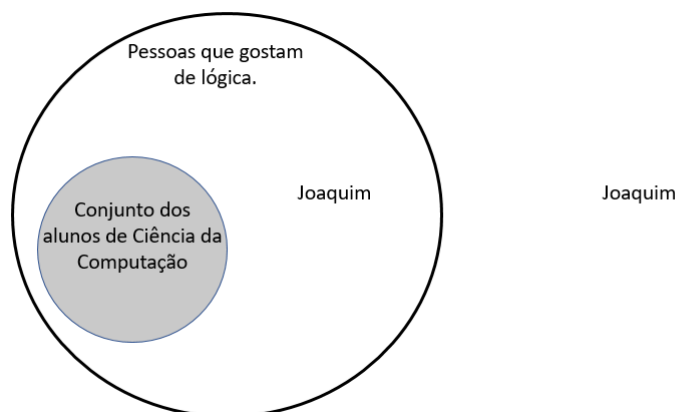 Pessoas que gostam
de lógica.
Joaquim
Joaquim
Conjunto dos
alunos de Ciência da
Computação